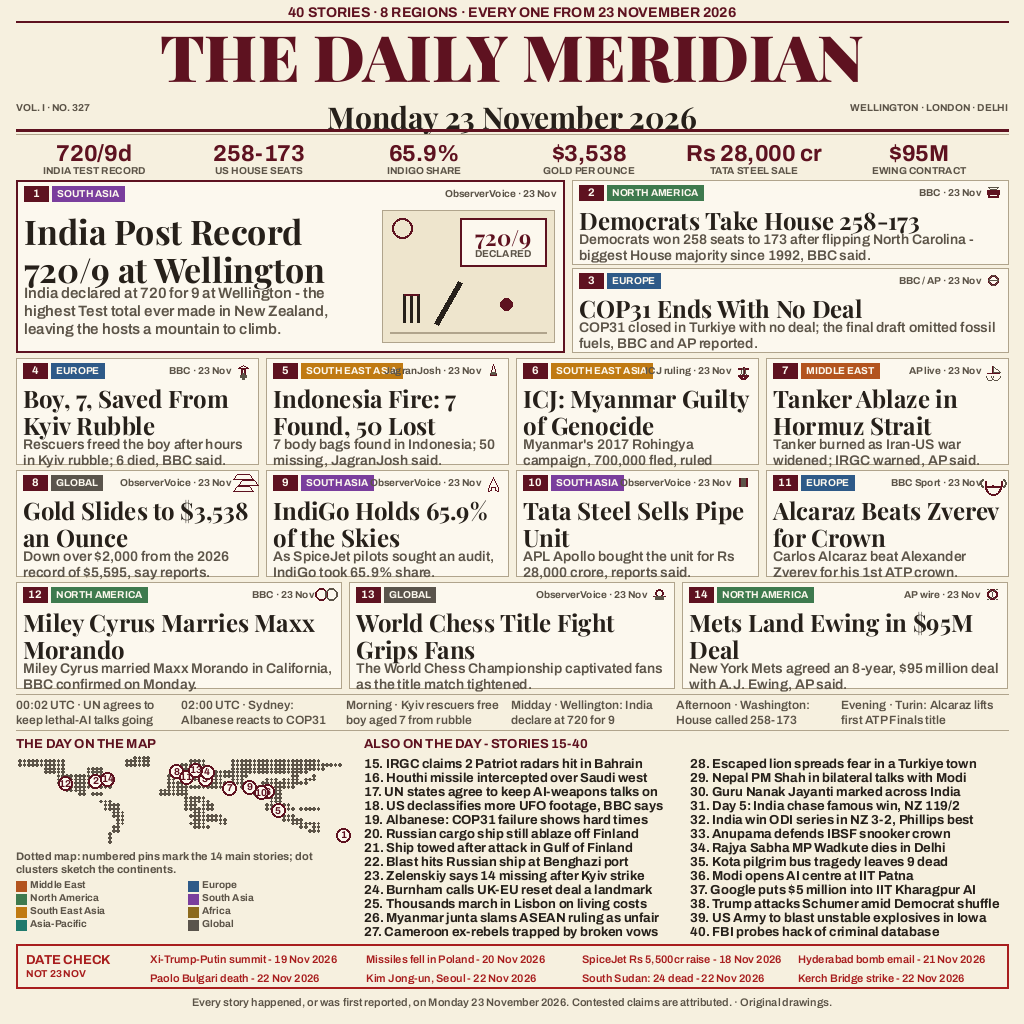 40 STORIES · 8 REGIONS · EVERY ONE FROM 23 NOVEMBER 2026
THE DAILY MERIDIAN
VOL. I · NO. 327
Monday 23 November 2026
WELLINGTON · LONDON · DELHI
720/9d
INDIA TEST RECORD
258-173
US HOUSE SEATS
65.9%
INDIGO SHARE
$3,538
GOLD PER OUNCE
Rs 28,000 cr
TATA STEEL SALE
$95M
EWING CONTRACT
1 SOUTH ASIA ObserverVoice · 23 Nov
India Post Record
720/9 at Wellington
India declared at 720 for 9 at Wellington - the
highest Test total ever made in New Zealand,
leaving the hosts a mountain to climb.
720/9
DECLARED
2 NORTH AMERICA BBC · 23 Nov
Democrats Take House 258-173
Democrats won 258 seats to 173 after flipping North Carolina -
biggest House majority since 1992, BBC said.
3 EUROPE BBC / AP · 23 Nov
COP31 Ends With No Deal
COP31 closed in Turkiye with no deal; the final draft omitted fossil
fuels, BBC and AP reported.
4 EUROPE BBC · 23 Nov
Boy, 7, Saved From
Kyiv Rubble
Rescuers freed the boy after hours
in Kyiv rubble; 6 died, BBC said.
5 SOUTH EAST ASIA JagranJosh · 23 Nov
Indonesia Fire: 7
Found, 50 Lost
7 body bags found in Indonesia; 50
missing, JagranJosh said.
6 SOUTH EAST ASIA ICJ ruling · 23 Nov
ICJ: Myanmar Guilty
of Genocide
Myanmar's 2017 Rohingya
campaign, 700,000 fled, ruled
7 MIDDLE EAST AP live · 23 Nov
Tanker Ablaze in
Hormuz Strait
Tanker burned as Iran-US war
widened; IRGC warned, AP said.
8 GLOBAL ObserverVoice · 23 Nov
Gold Slides to $3,538
an Ounce
Down over $2,000 from the 2026
record of $5,595, say reports.
9 SOUTH ASIA ObserverVoice · 23 Nov
IndiGo Holds 65.9%
of the Skies
As SpiceJet pilots sought an audit,
IndiGo took 65.9% share.
10 SOUTH ASIA ObserverVoice · 23 Nov
Tata Steel Sells Pipe
Unit
APL Apollo bought the unit for Rs
28,000 crore, reports said.
11 EUROPE BBC Sport · 23 Nov
Alcaraz Beats Zverev
for Crown
Carlos Alcaraz beat Alexander
Zverev for his 1st ATP crown.
12 NORTH AMERICA BBC · 23 Nov
Miley Cyrus Marries Maxx
Morando
Miley Cyrus married Maxx Morando in California,
BBC confirmed on Monday.
13 GLOBAL ObserverVoice · 23 Nov
World Chess Title Fight
Grips Fans
The World Chess Championship captivated fans
as the title match tightened.
14 NORTH AMERICA AP wire · 23 Nov
Mets Land Ewing in $95M
Deal
New York Mets agreed an 8-year, $95 million deal
with A. J. Ewing, AP said.
00:02 UTC · UN agrees to
keep lethal-AI talks going
02:00 UTC · Sydney:
Albanese reacts to COP31
Morning · Kyiv rescuers free
boy aged 7 from rubble
Midday · Wellington: India
declare at 720 for 9
Afternoon · Washington:
House called 258-173
Evening · Turin: Alcaraz lifts
first ATP Finals title
THE DAY ON THE MAP
12 2 14 8 13 4 11 7 9 10 5 1
Dotted map: numbered pins mark the 14 main stories; dot
clusters sketch the continents.
Middle East
Europe
North America
South Asia
South East Asia
Africa
Asia-Pacific
Global
ALSO ON THE DAY - STORIES 15-40
15. IRGC claims 2 Patriot radars hit in Bahrain
16. Houthi missile intercepted over Saudi west
17. UN states agree to keep AI-weapons talks on
18. US declassifies more UFO footage, BBC says
19. Albanese: COP31 failure shows hard times
20. Russian cargo ship still ablaze off Finland
21. Ship towed after attack in Gulf of Finland
22. Blast hits Russian ship at Benghazi port
23. Zelenskiy says 14 missing after Kyiv strike
24. Burnham calls UK-EU reset deal a landmark
25. Thousands march in Lisbon on living costs
26. Myanmar junta slams ASEAN ruling as unfair
27. Cameroon ex-rebels trapped by broken vows
28. Escaped lion spreads fear in a Turkiye town
29. Nepal PM Shah in bilateral talks with Modi
30. Guru Nanak Jayanti marked across India
31. Day 5: India chase famous win, NZ 119/2
32. India win ODI series in NZ 3-2, Phillips best
33. Anupama defends IBSF snooker crown
34. Rajya Sabha MP Wadkute dies in Delhi
35. Kota pilgrim bus tragedy leaves 9 dead
36. Modi opens AI centre at IIT Patna
37. Google puts $5 million into IIT Kharagpur AI
38. Trump attacks Schumer amid Democrat shuffle
39. US Army to blast unstable explosives in Iowa
40. FBI probes hack of criminal database
DATE CHECK
NOT 23 NOV
Xi-Trump-Putin summit - 19 Nov 2026
Missiles fell in Poland - 20 Nov 2026
SpiceJet Rs 5,500cr raise - 18 Nov 2026
Hyderabad bomb email - 21 Nov 2026
Paolo Bulgari death - 22 Nov 2026
Kim Jong-un, Seoul - 22 Nov 2026
South Sudan: 24 dead - 22 Nov 2026
Kerch Bridge strike - 22 Nov 2026
Every story happened, or was first reported, on Monday 23 November 2026. Contested claims are attributed. · Original drawings.